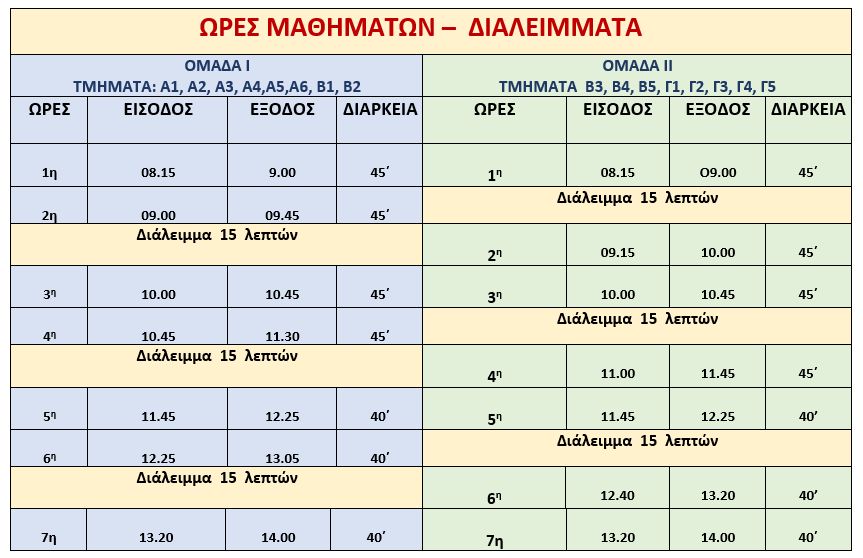 ΩΡΕΣ ΜΑΘΗΜΑΤΩΝ – ΔΙΑΛΕΙΜΜΑΤΑ
ΟΜΑΔΑ Ι
ΤΜΗΜΑΤΑ: Α1, Α2, Α3, Α4,Α5,Α6, Β1, Β2
ΩΡΕΣ ΕΙΣΟΔΟΣ ΕΞΟΔΟΣ ΔΙΑΡΚΕΙΑ
1η 08.15 9.00 45΄
2η 09.00 09.45 45΄
Διάλειμμα 15 λεπτών
3η 10.00 10.45 45΄
4η 10.45 11.30 45΄
Διάλειμμα 15 λεπτών
5η 11.45 12.25 40΄
6η 12.25 13.05 40΄
Διάλειμμα 15 λεπτών
7η 13.20 14.00 40΄
ΟΜΑΔΑ ΙΙ
ΤΜΗΜΑΤΑ Β3, Β4, Β5, Γ1, Γ2, Γ3, Γ4, Γ5
ΩΡΕΣ ΕΙΣΟΔΟΣ ΕΞΟΔΟΣ ΔΙΑΡΚΕΙΑ
1η 08.15 Ο9.00 45΄
Διάλειμμα 15 λεπτών
2η 09.15 10.00 45΄
3η 10.00 10.45 45΄
Διάλειμμα 15 λεπτών
4η 11.00 11.45 45΄
5η 11.45 12.25 40’
Διάλειμμα 15 λεπτών
6η 12.40 13.20 40’
7η 13.20 14.00 40΄